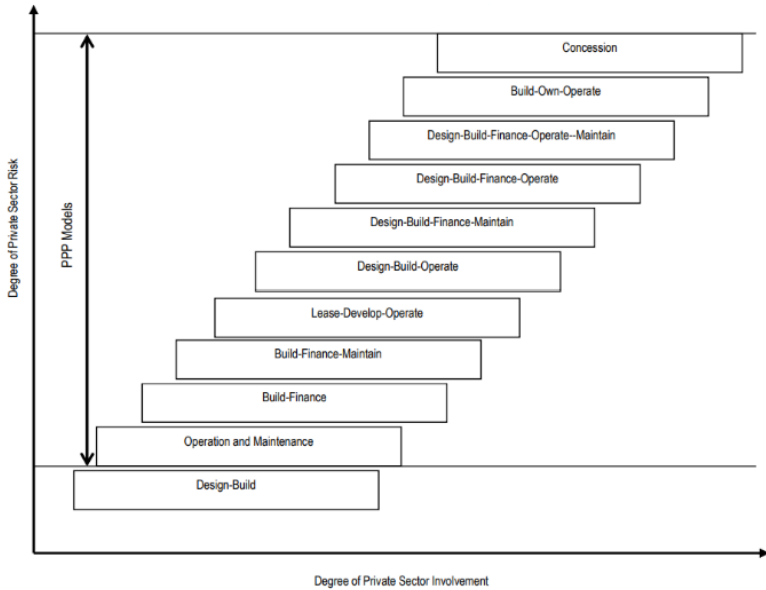 Concession
Build-Own-Operate
Design-Build-Finance-Operate--Maintain
Design-Build-Finance-Operate
Design-Build-Finance-Maintain
Design-Build-Operate
Lease-Develop-Operate
Build-Finance-Maintain
Build-Finance
Operation and Maintenance
Design-Build
PPP Models
Degree of Private Sector Risk
Degree of Private Sector Involvement